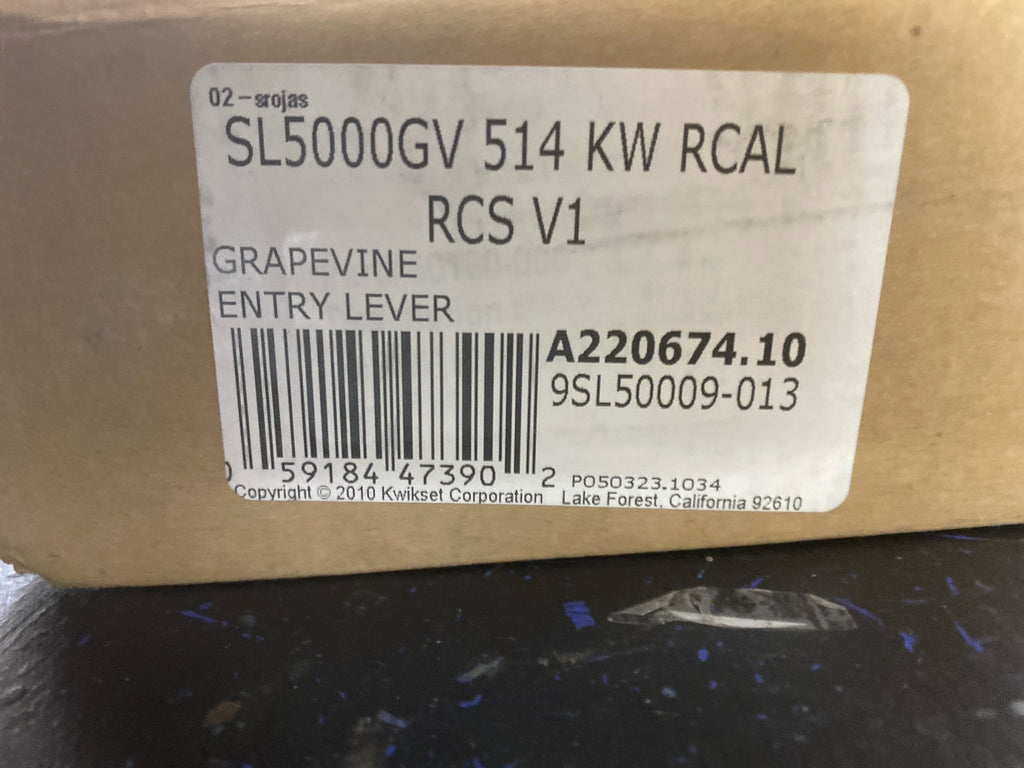 02-srojas
SL5000GV 514 KW RCAL
RCS V1
GRAPEVINE
ENTRY LEVER
A220674.10
9SL50009-013
0 59184 47390 2
PO50323.1034
Copyright © 2010 Kwikset Corporation Lake Forest, California 92610